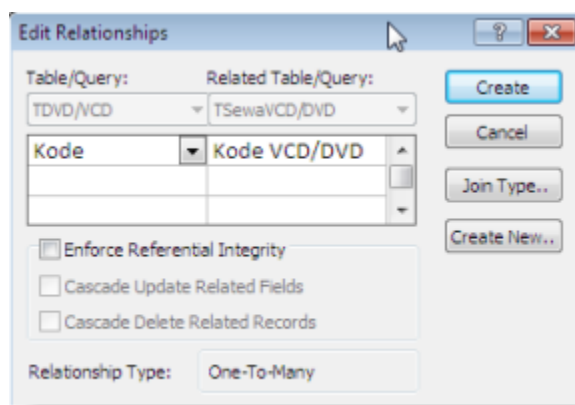 Edit Relationships
Table/Query: Related Table/Query:
TDVD/VCD TSewaVCD/DVD
Kode Kode VCD/DVD
Enforce Referential Integrity
Cascade Update Related Fields
Cascade Delete Related Records
Relationship Type: One-To-Many
Create
Cancel
Join Type..
Create New..